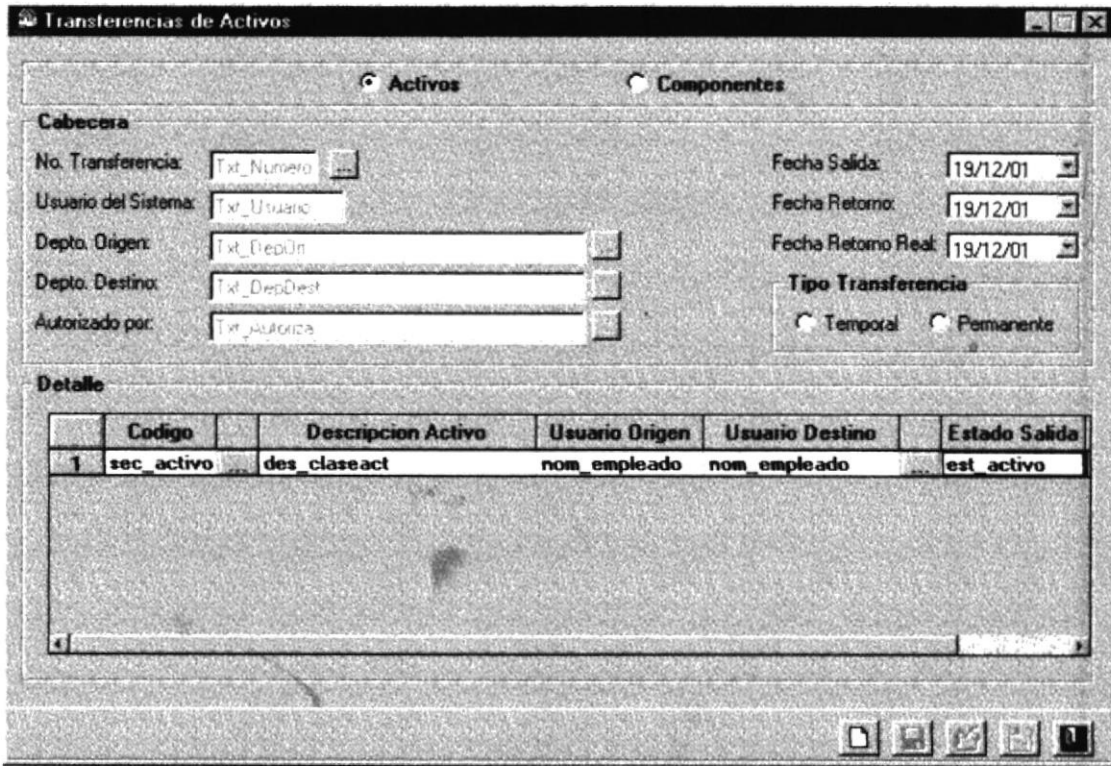 Transferencias de Activos
Activos Componentes
Cabecera
No. Transferencia: Txt_Numero ... Fecha Salida: 19/12/01
Usuario del Sistema: Txt_Usuario Fecha Retorno: 19/12/01
Depto. Origen: Txt_DepOri ... Fecha Retorno Real: 19/12/01
Depto. Destino: Txt_DepDest ... Tipo Transferencia
Autorizado por: Txt_Autoriza ... Temporal Permanente
Detalle
Codigo Descripcion Activo Usuario Origen Usuario Destino Estado Salida
1 sec_activo ... des_claseact nom_empleado nom_empleado ... est_activo